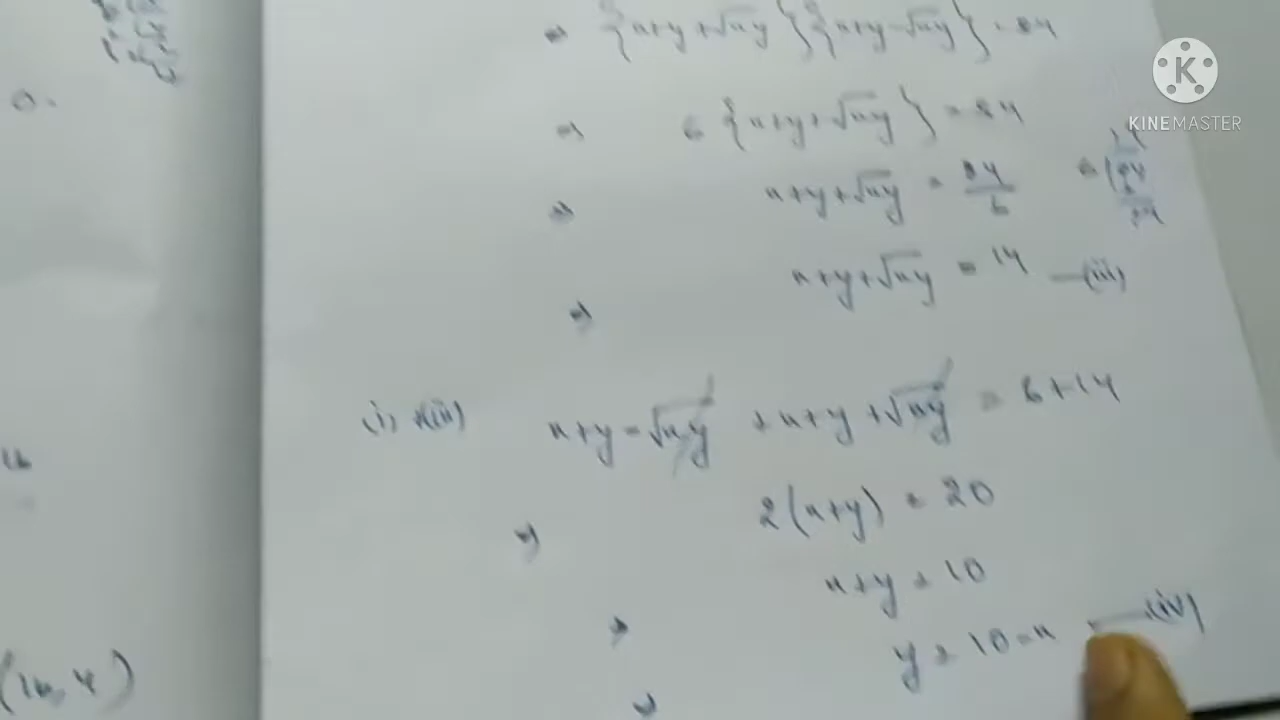 ⇒ {x+y+√xy}{x+y-√xy} = 84
⇒ 6{x+y+√xy} = 84
⇒ x+y+√xy = 84/6
⇒ x+y+√xy = 14 —(iii)
(i)+(iii) x+y-√xy + x+y+√xy = 6+14
⇒ 2(x+y) = 20
⇒ x+y = 10
⇒ y = 10-x —(iv)
(16, 4)
K
KINEMASTER